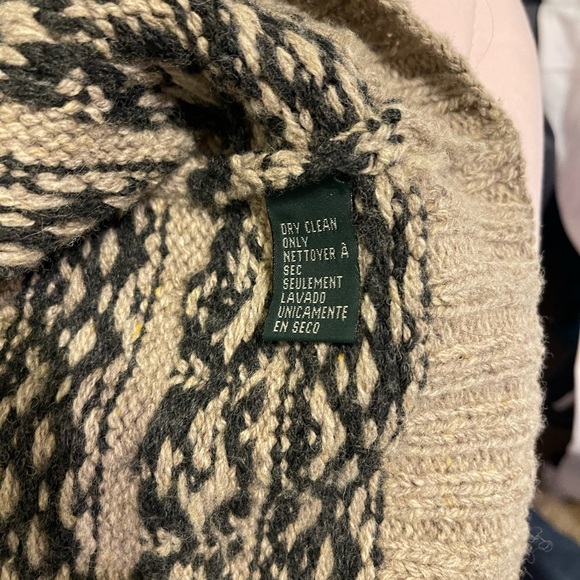 DRY CLEAN
ONLY
NETTOYER À
SEC
SEULEMENT
LAVADO
UNICAMENTE
EN SECO